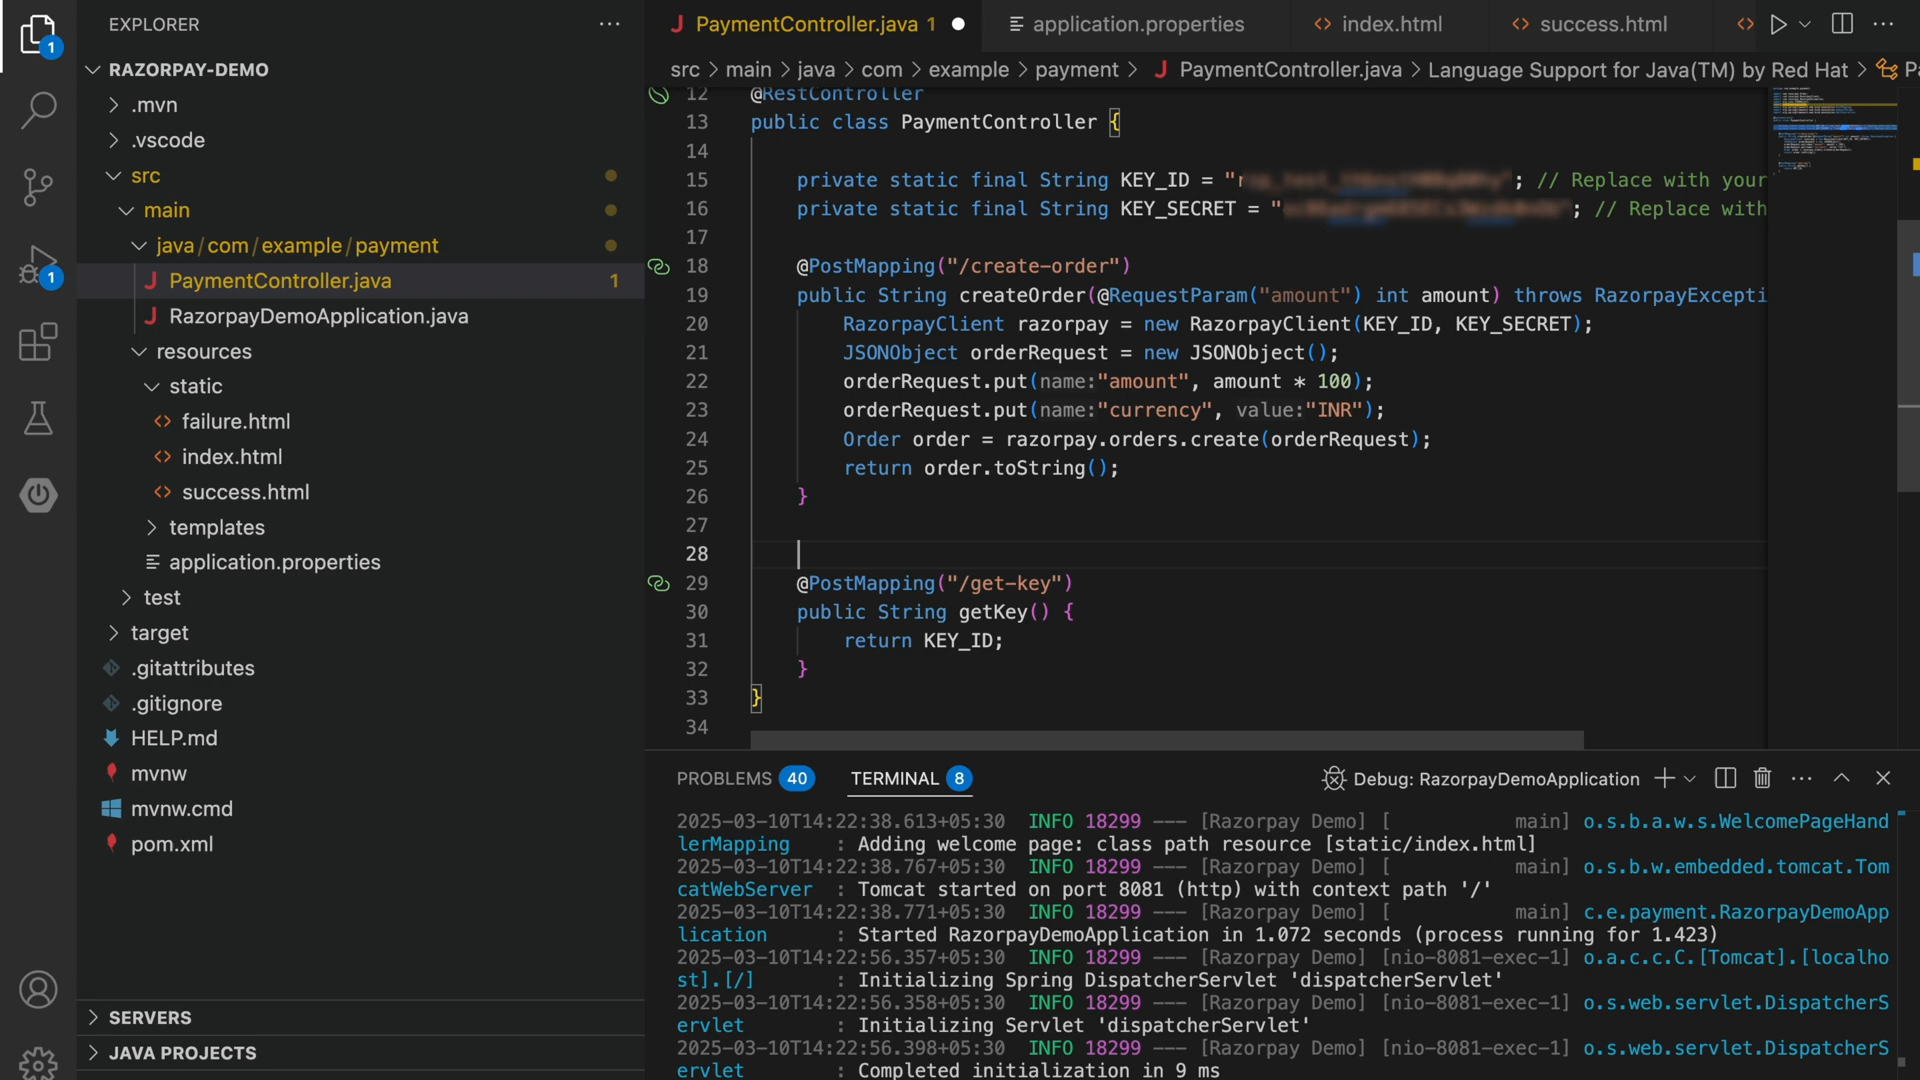 EXPLORER
RAZORPAY-DEMO
.mvn
.vscode
src
main
java/com/example/payment
PaymentController.java 1
RazorpayDemoApplication.java
resources
static
failure.html
index.html
success.html
templates
application.properties
test
target
.gitattributes
.gitignore
HELP.md
mvnw
mvnw.cmd
pom.xml
SERVERS
JAVA PROJECTS
1
1
PaymentController.java 1
application.properties
index.html
success.html
src > main > java > com > example > payment > PaymentController.java > Language Support for Java(TM) by Red Hat >
12 @RestController
13 public class PaymentController {
14
15 private static final String KEY_ID = " "; // Replace with your
16 private static final String KEY_SECRET = " "; // Replace with
17
18 @PostMapping("/create-order")
19 public String createOrder(@RequestParam("amount") int amount) throws RazorpayExcepti
20 RazorpayClient razorpay = new RazorpayClient(KEY_ID, KEY_SECRET);
21 JSONObject orderRequest = new JSONObject();
22 orderRequest.put(name:"amount", amount * 100);
23 orderRequest.put(name:"currency", value:"INR");
24 Order order = razorpay.orders.create(orderRequest);
25 return order.toString();
26 }
27
28
29 @PostMapping("/get-key")
30 public String getKey() {
31 return KEY_ID;
32 }
33 }
34
PROBLEMS 40 TERMINAL 8 Debug: RazorpayDemoApplication
2025-03-10T14:22:38.613+05:30 INFO 18299 --- [Razorpay Demo] [ main] o.s.b.a.w.s.WelcomePageHand
lerMapping : Adding welcome page: class path resource [static/index.html]
2025-03-10T14:22:38.767+05:30 INFO 18299 --- [Razorpay Demo] [ main] o.s.b.w.embedded.tomcat.Tom
catWebServer : Tomcat started on port 8081 (http) with context path '/'
2025-03-10T14:22:38.771+05:30 INFO 18299 --- [Razorpay Demo] [ main] c.e.payment.RazorpayDemoApp
lication : Started RazorpayDemoApplication in 1.072 seconds (process running for 1.423)
2025-03-10T14:22:56.357+05:30 INFO 18299 --- [Razorpay Demo] [nio-8081-exec-1] o.a.c.c.C.[Tomcat].[localho
st].[/] : Initializing Spring DispatcherServlet 'dispatcherServlet'
2025-03-10T14:22:56.358+05:30 INFO 18299 --- [Razorpay Demo] [nio-8081-exec-1] o.s.web.servlet.DispatcherS
ervlet : Initializing Servlet 'dispatcherServlet'
2025-03-10T14:22:56.398+05:30 INFO 18299 --- [Razorpay Demo] [nio-8081-exec-1] o.s.web.servlet.DispatcherS
ervlet : Completed initialization in 9 ms